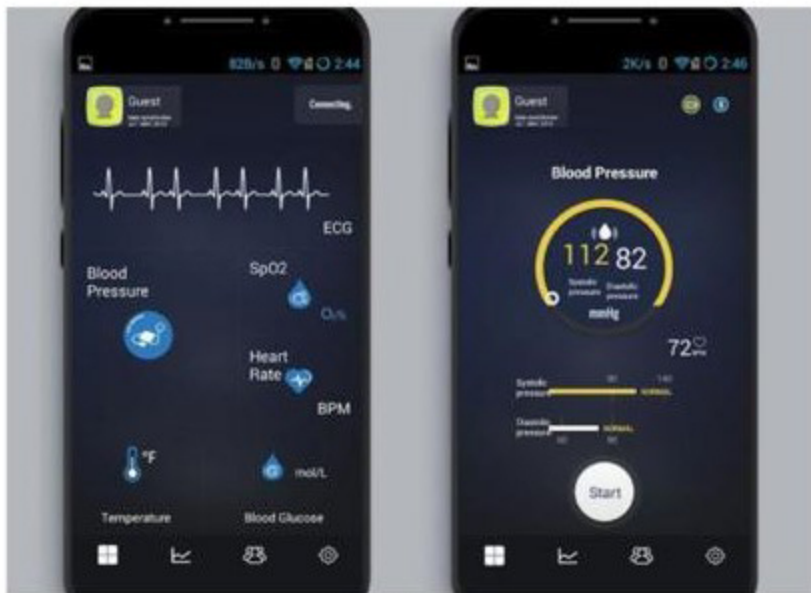 82B/s 2:44
Guest
Connecting.
ECG
Blood
Pressure
SpO2
O₂%
Heart
Rate
BPM
°F
mol/L
Temperature
Blood Glucose
2K/s 2:46
Guest
Blood Pressure
112 82
Systolic
pressure
Diastolic
pressure
mmHg
72 BPM
90 140
Systolic
pressure
NORMAL
Diastolic
pressure
NORMAL
60 90
Start